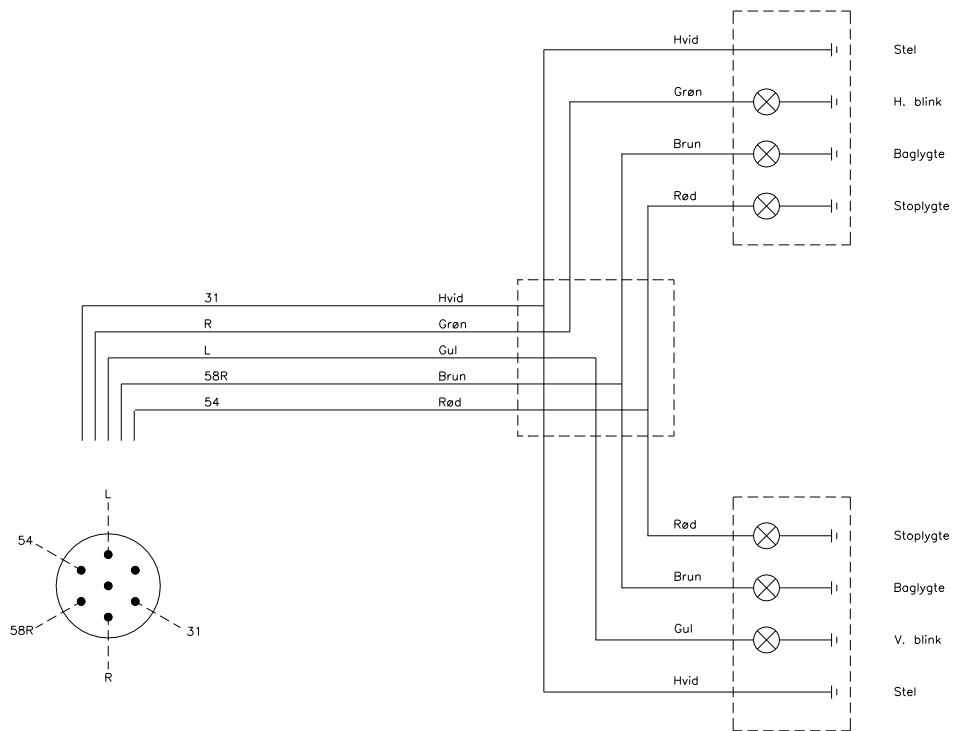 Hvid Stel
Grøn H. blink
Brun Baglygte
Rød Stoplygte
31 Hvid
R Grøn
L Gul
58R Brun
54 Rød
L
54
58R
31
R
Rød Stoplygte
Brun Baglygte
Gul V. blink
Hvid Stel